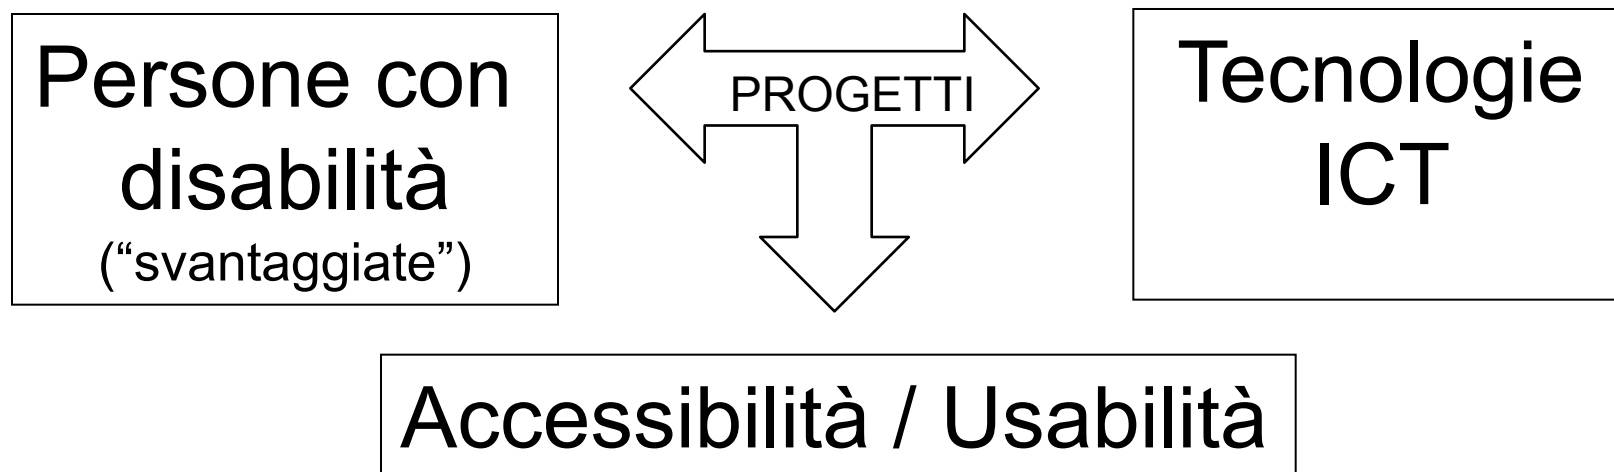 Persone con
disabilità
(“svantaggiate”)
PROGETTI
Tecnologie
ICT
Accessibilità / Usabilità